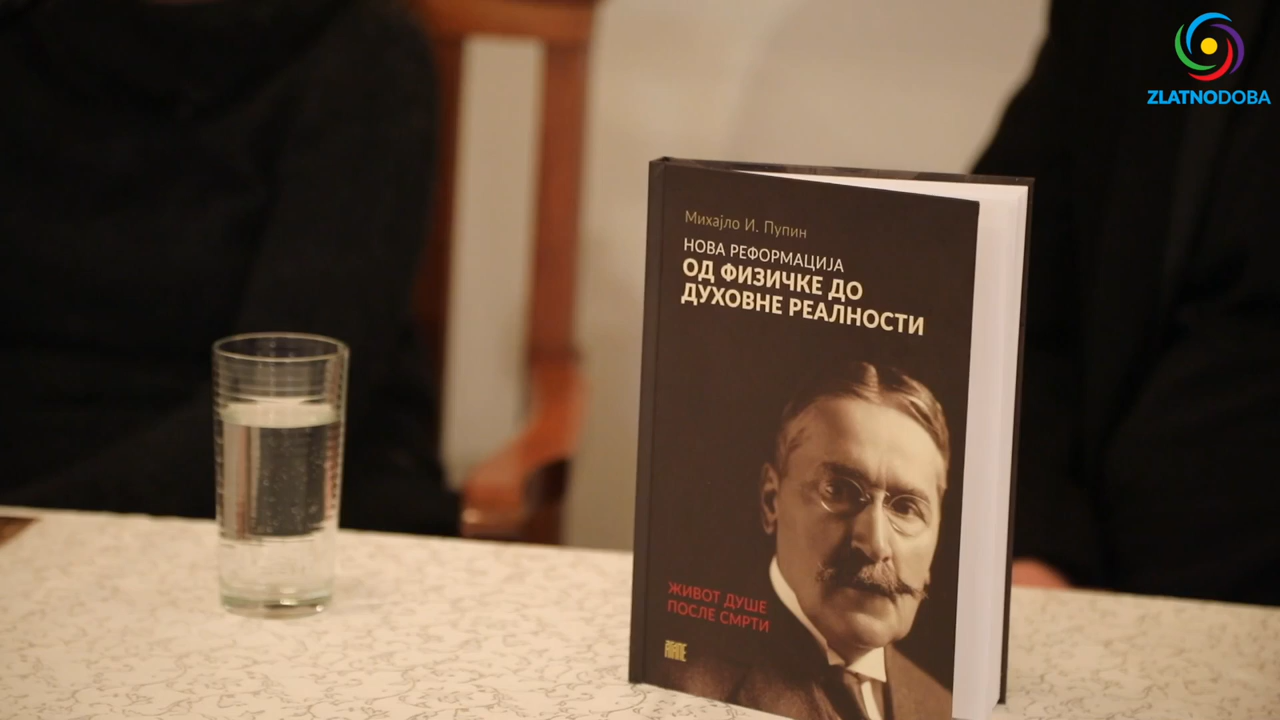 ZLATNODOBA
Михајло И. Пупин
НОВА РЕФОРМАЦИЈА
ОД ФИЗИЧКЕ ДО
ДУХОВНЕ РЕАЛНОСТИ
ЖИВОТ ДУШЕ
ПОСЛЕ СМРТИ